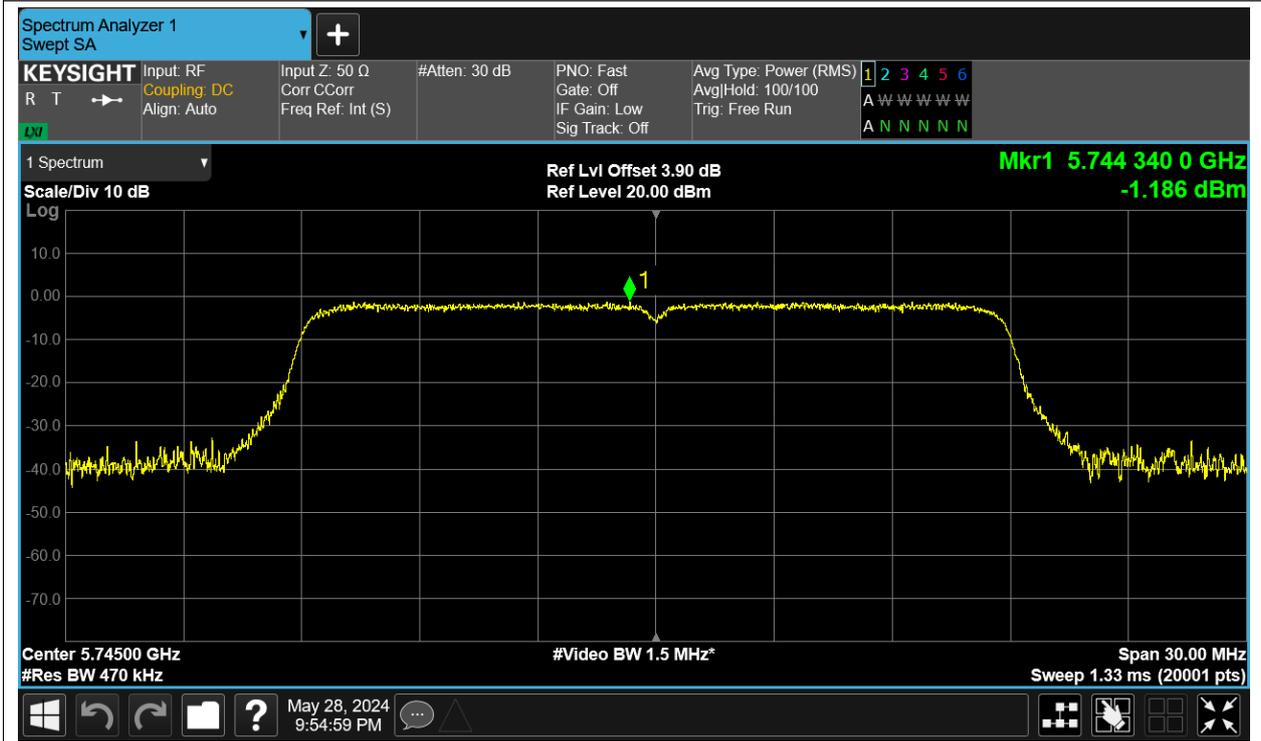 Spectrum Analyzer 1
Swept SA
+
KEYSIGHT
R T
LXI
Input: RF
Coupling: DC
Align: Auto
Input Z: 50 Ω
Corr CCorr
Freq Ref: Int (S)
#Atten: 30 dB
PNO: Fast
Gate: Off
IF Gain: Low
Sig Track: Off
Avg Type: Power (RMS)
Avg|Hold: 100/100
Trig: Free Run
1 2 3 4 5 6
A W W W W W
A N N N N N
1 Spectrum
Scale/Div 10 dB
Log
Ref Lvl Offset 3.90 dB
Ref Level 20.00 dBm
Mkr1 5.744 340 0 GHz
-1.186 dBm
1
10.0
0.00
-10.0
-20.0
-30.0
-40.0
-50.0
-60.0
-70.0
Center 5.74500 GHz
#Res BW 470 kHz
#Video BW 1.5 MHz*
Span 30.00 MHz
Sweep 1.33 ms (20001 pts)
?
May 28, 2024
9:54:59 PM